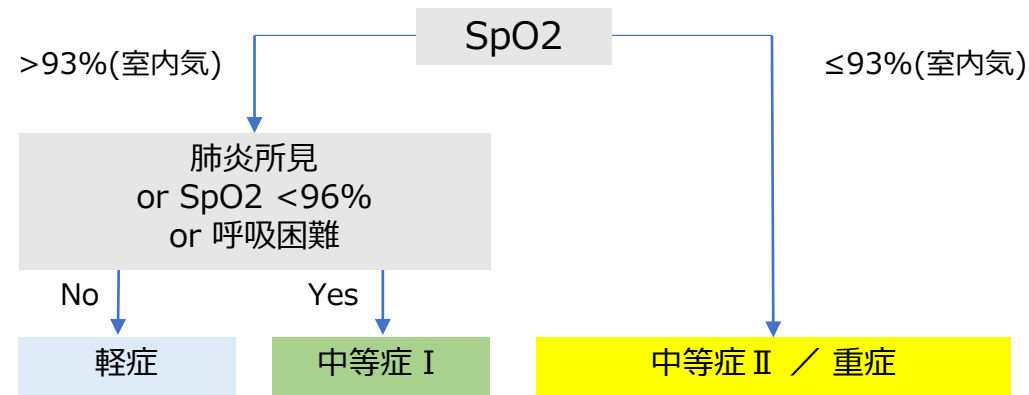 SpO2
>93%(室内気)
≤93%(室内気)
肺炎所見
or SpO2 <96%
or 呼吸困難
No
Yes
軽症
中等症Ⅰ
中等症Ⅱ ／ 重症